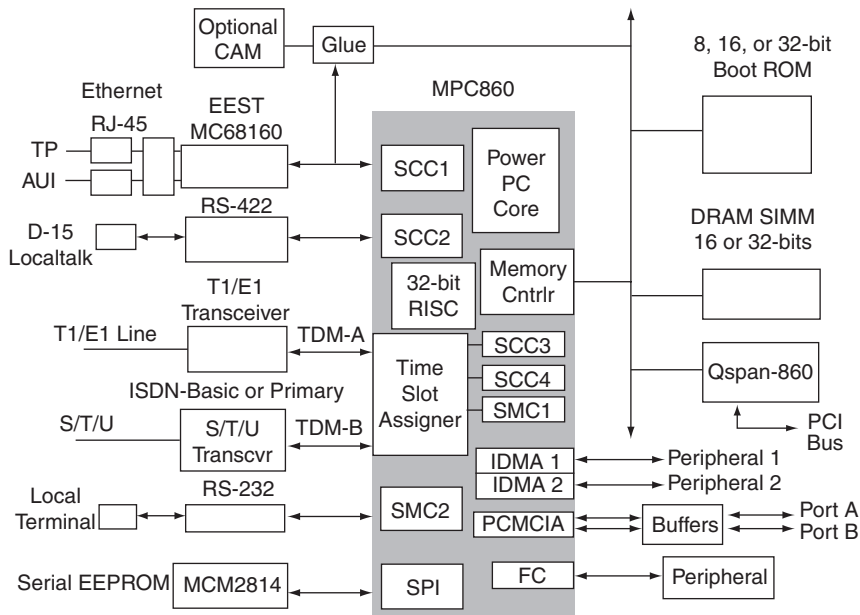 Optional
CAM
Glue
8, 16, or 32-bit
Boot ROM
MPC860
Ethernet
RJ-45
EEST
MC68160
TP
AUI
SCC1
Power
PC
Core
RS-422
D-15
Localtalk
SCC2
DRAM SIMM
16 or 32-bits
32-bit
RISC
Memory
Cntrlr
T1/E1
Transceiver
T1/E1 Line
TDM-A
Time
Slot
Assigner
SCC3
SCC4
SMC1
Qspan-860
PCI
Bus
ISDN-Basic or Primary
S/T/U
S/T/U
Transcvr
TDM-B
IDMA 1
Peripheral 1
IDMA 2
Peripheral 2
RS-232
Local
Terminal
SMC2
PCMCIA
Buffers
Port A
Port B
Serial EEPROM
MCM2814
SPI
FC
Peripheral